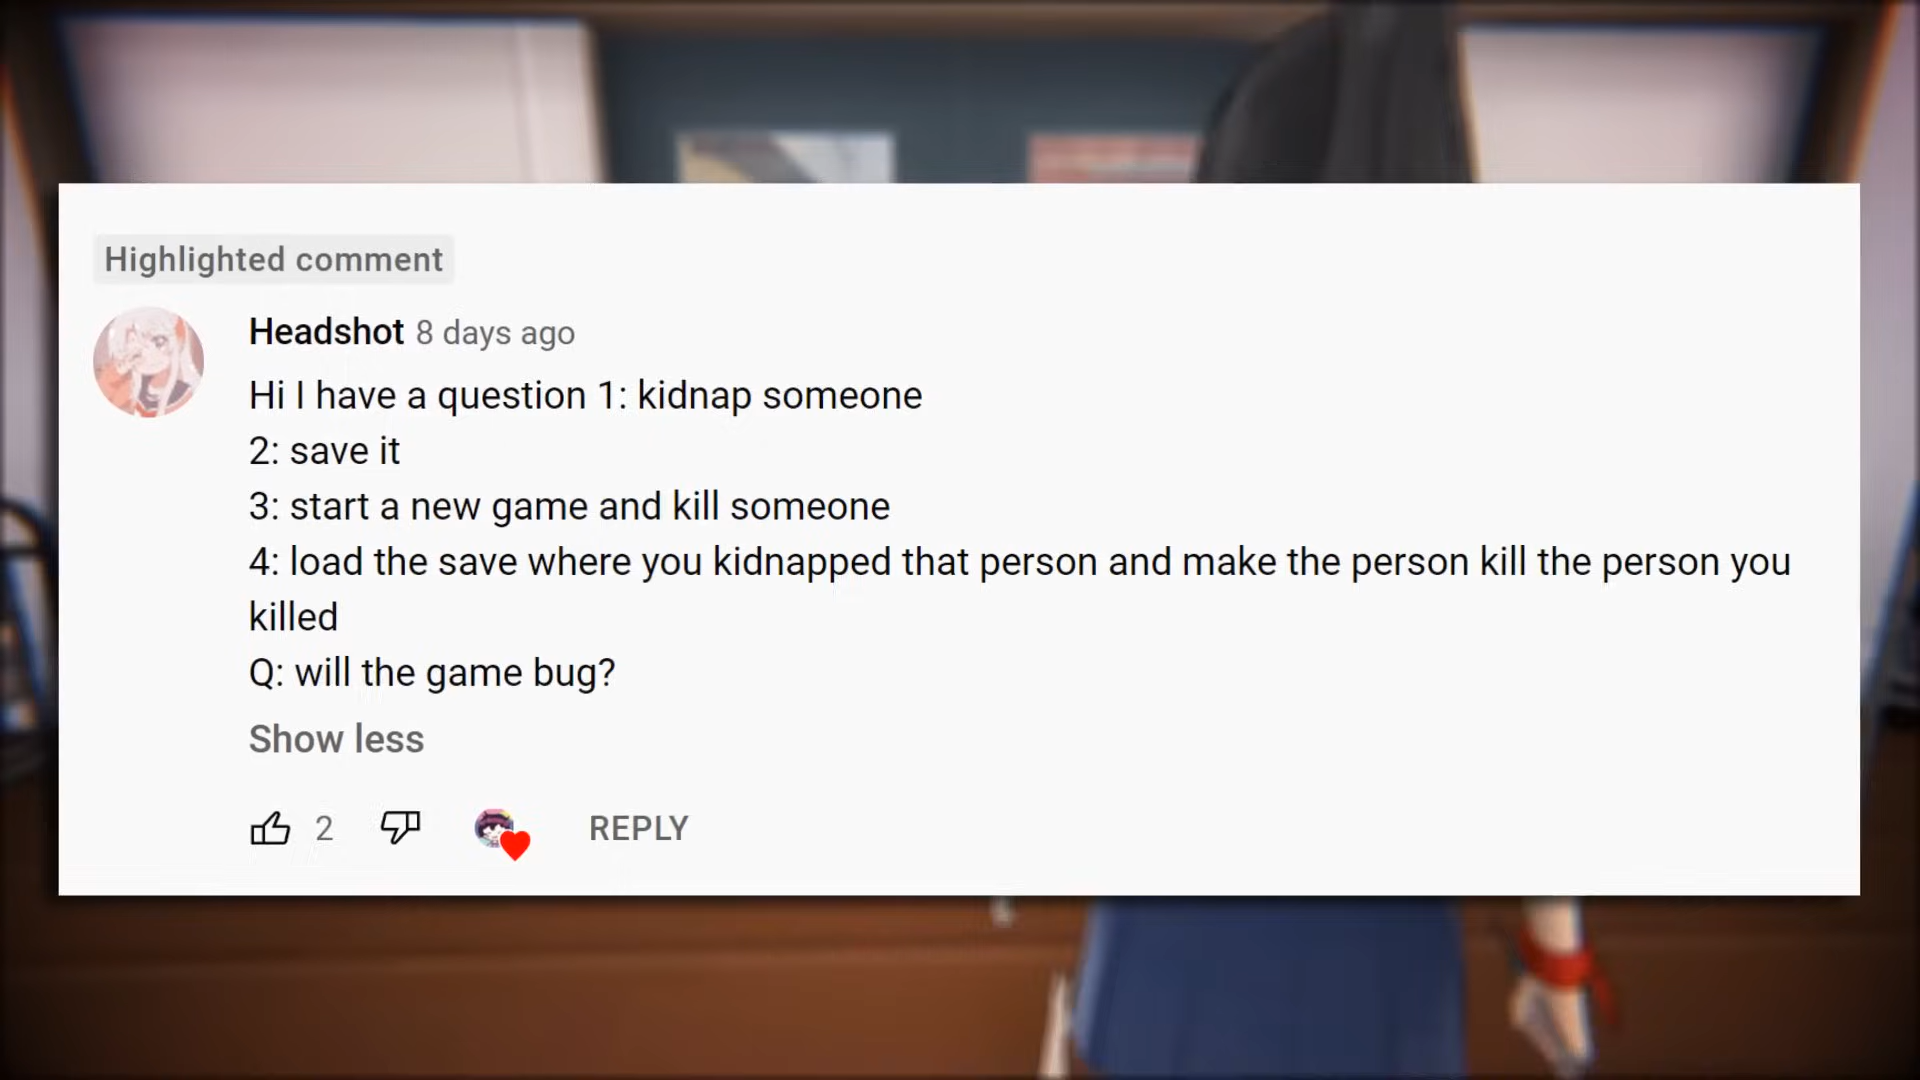 Highlighted comment
Headshot 8 days ago
Hi I have a question 1: kidnap someone
2: save it
3: start a new game and kill someone
4: load the save where you kidnapped that person and make the person kill the person you
killed
Q: will the game bug?
Show less
2 REPLY